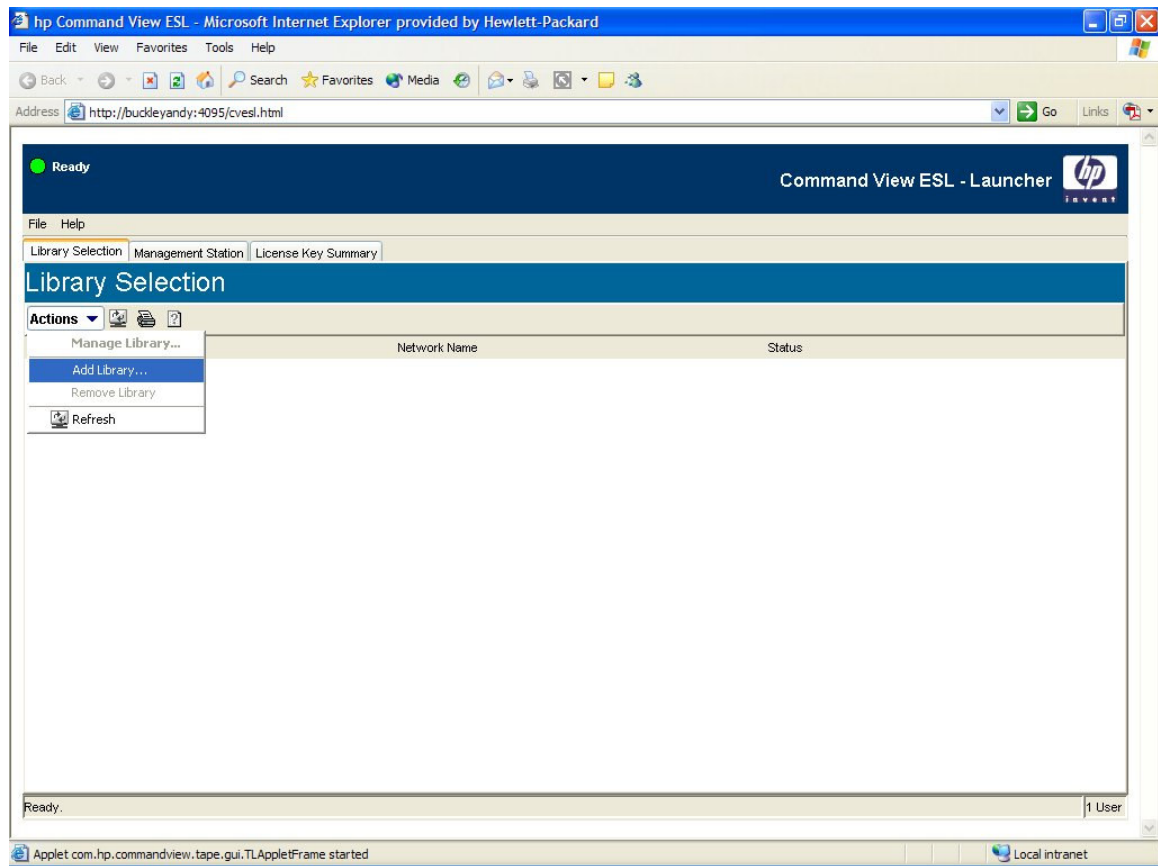 hp Command View ESL - Microsoft Internet Explorer provided by Hewlett-Packard
File Edit View Favorites Tools Help
Back Search Favorites Media
Address http://buckleyandy:4095/cvesl.html Go Links
Ready
Command View ESL - Launcher
hp
invent
File Help
Library Selection Management Station License Key Summary
Library Selection
Actions
Manage Library...
Network Name Status
Add Library...
Remove Library
Refresh
Ready. 1 User
Applet com.hp.commandview.tape.gui.TLAppletFrame started Local intranet